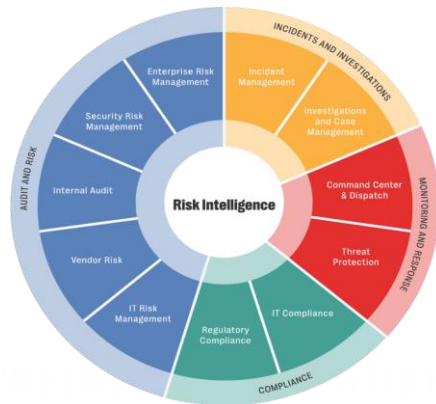 INCIDENTS AND INVESTIGATIONS
Incident
Management
Investigations
and Case
Management
MONITORING AND RESPONSE
Command Center
& Dispatch
Threat
Protection
COMPLIANCE
IT Compliance
Regulatory
Compliance
AUDIT AND RISK
IT Risk
Management
Vendor Risk
Internal Audit
Security Risk
Management
Enterprise Risk
Management
Risk Intelligence